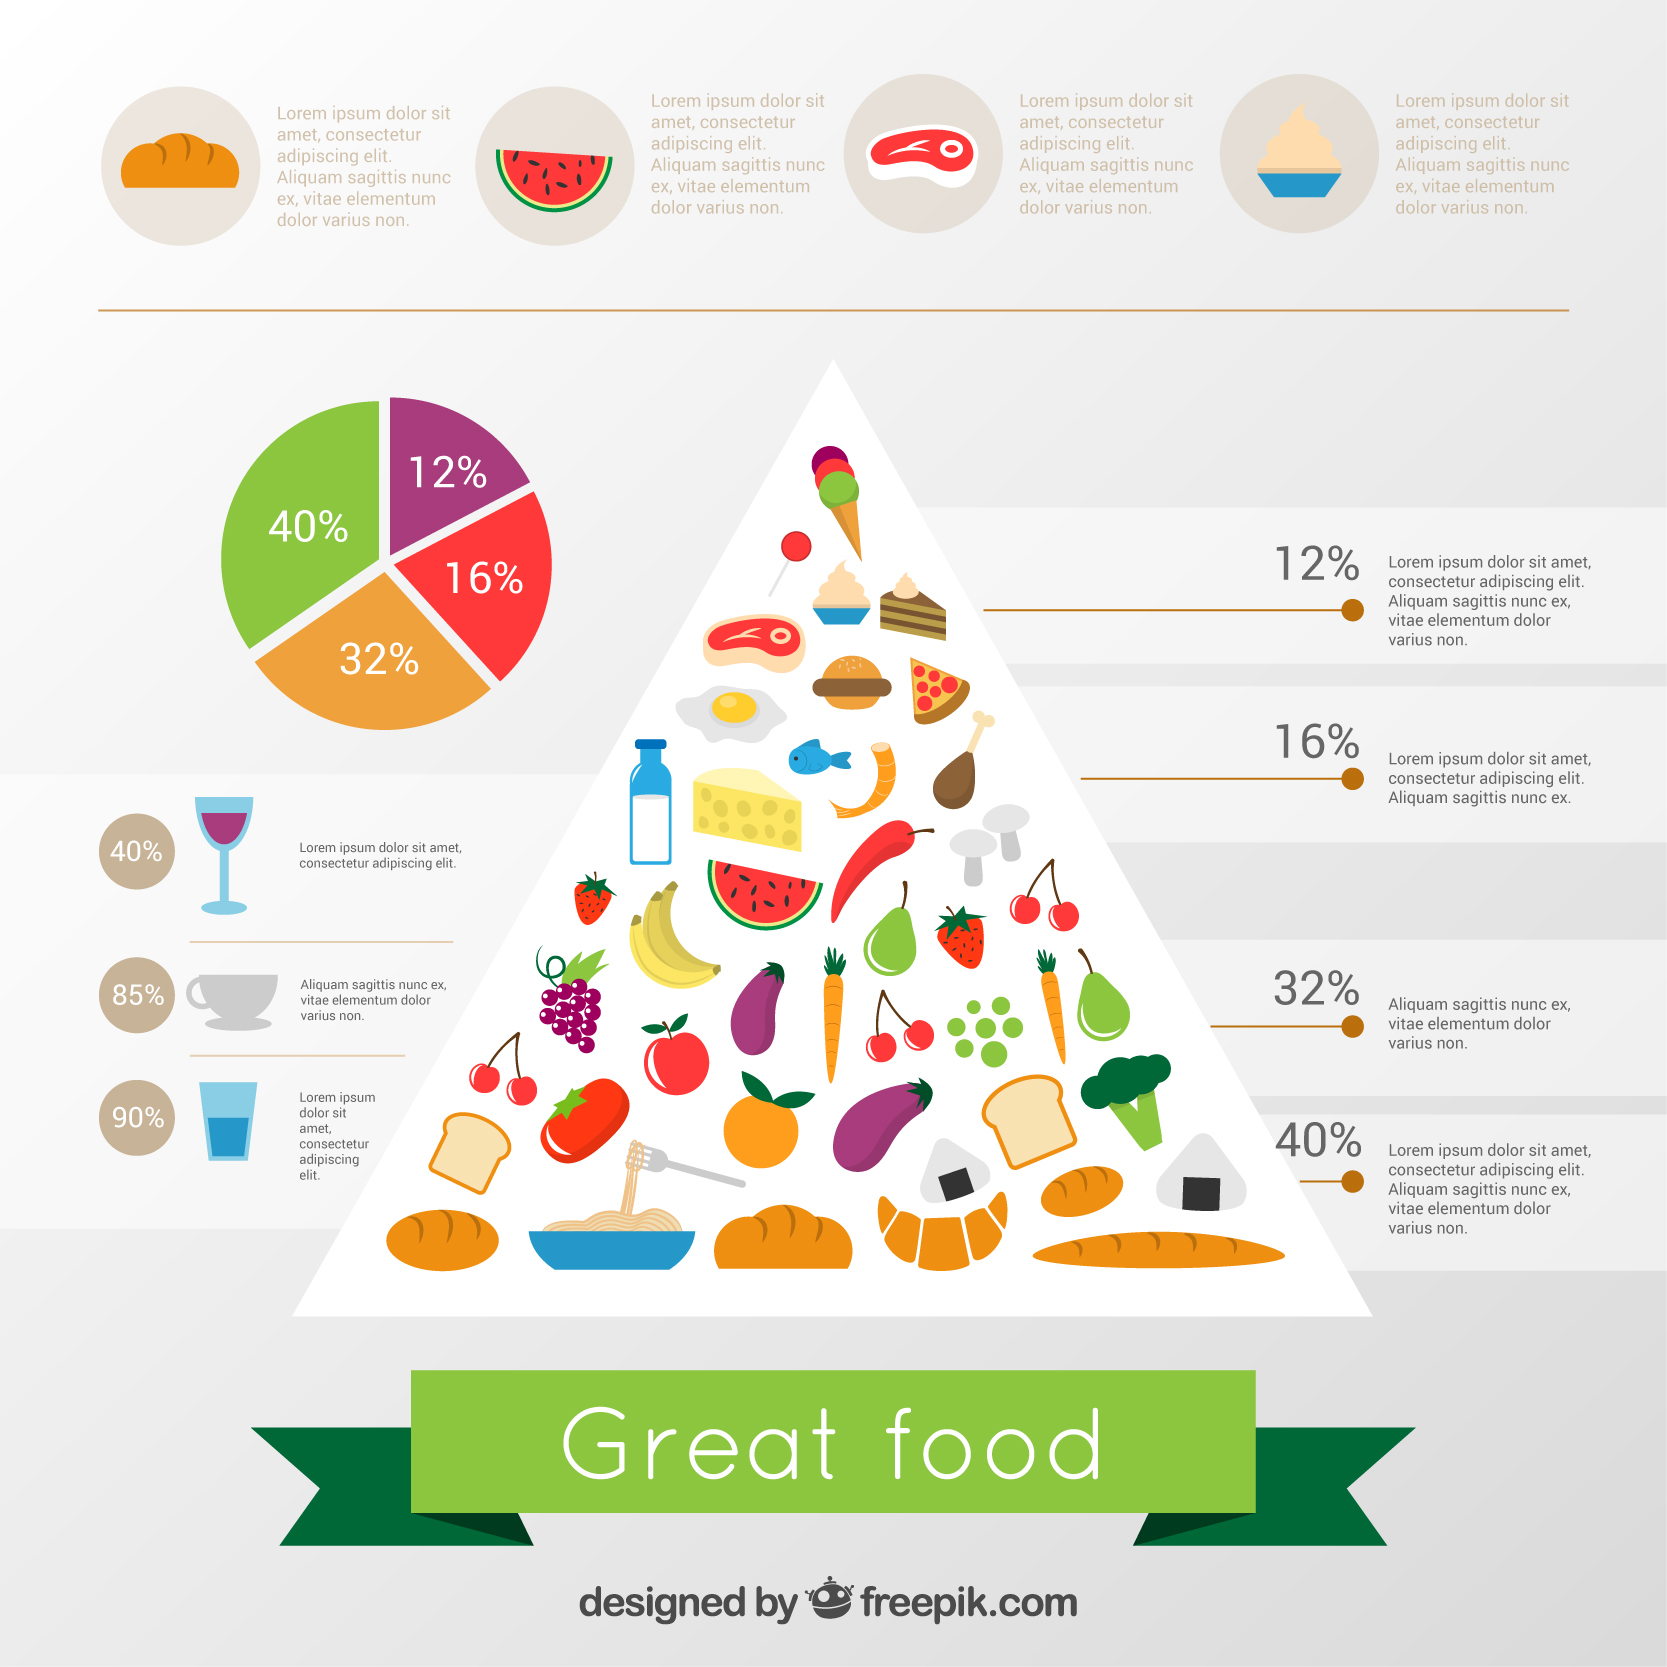 Lorem ipsum dolor sit
amet, consectetur
adipiscing elit.
Aliquam sagittis nunc
ex, vitae elementum
dolor varius non.
Lorem ipsum dolor sit
amet, consectetur
adipiscing elit.
Aliquam sagittis nunc
ex, vitae elementum
dolor varius non.
Lorem ipsum dolor sit
amet, consectetur
adipiscing elit.
Aliquam sagittis nunc
ex, vitae elementum
dolor varius non.
Lorem ipsum dolor sit
amet, consectetur
adipiscing elit.
Aliquam sagittis nunc
ex, vitae elementum
dolor varius non.
12%
40%
16%
32%
12%
Lorem ipsum dolor sit amet,
consectetur adipiscing elit.
Aliquam sagittis nunc ex,
vitae elementum dolor
varius non.
16%
Lorem ipsum dolor sit amet,
consectetur adipiscing elit.
Aliquam sagittis nunc ex.
32%
Aliquam sagittis nunc ex,
vitae elementum dolor
varius non.
40%
Lorem ipsum dolor sit amet,
consectetur adipiscing elit.
Aliquam sagittis nunc ex,
vitae elementum dolor
varius non.
40%
Lorem ipsum dolor sit amet,
consectetur adipiscing elit.
85%
Aliquam sagittis nunc ex,
vitae elementum dolor
varius non.
90%
Lorem ipsum
dolor sit
amet,
consectetur
adipiscing
elit.
Great food
designed by freepik.com